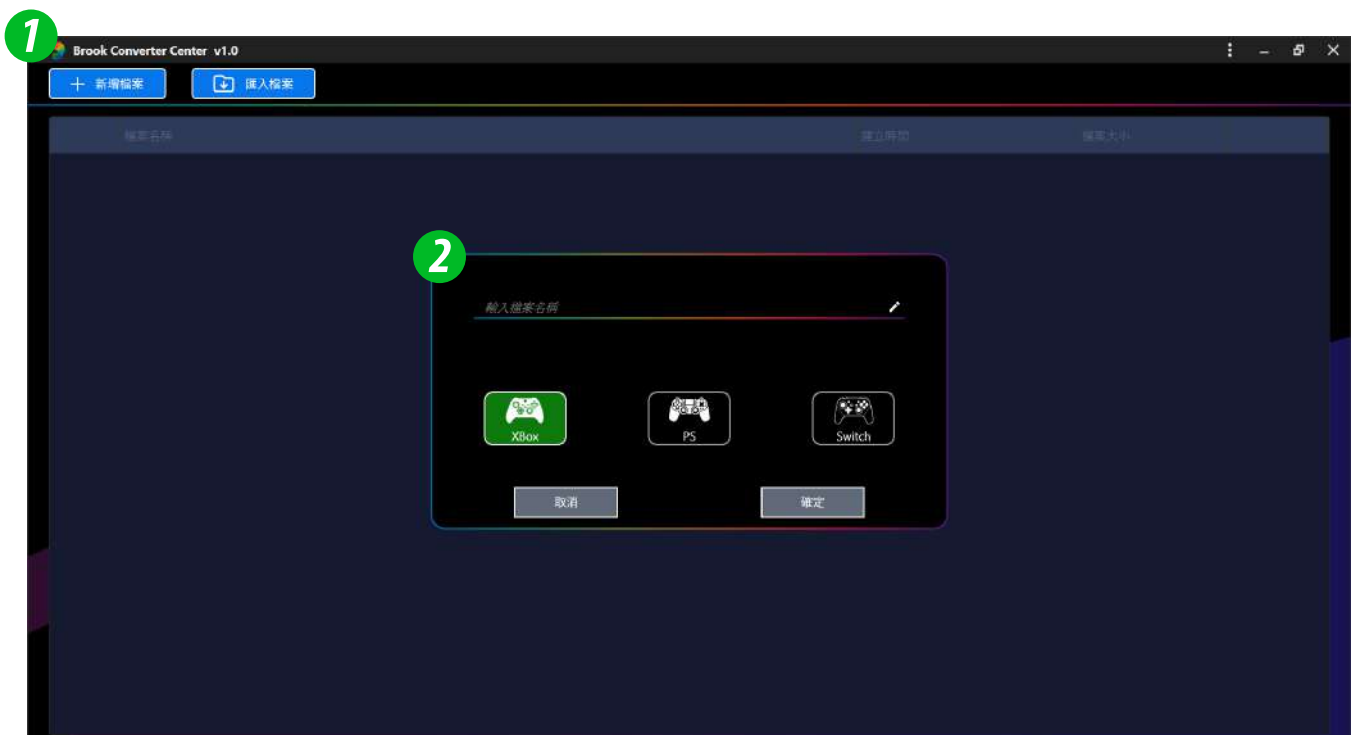 1
Brook Converter Center v1.0
新增檔案
匯入檔案
檔案名稱 建立時間 檔案大小
2
輸入檔案名稱
XBox PS Switch
取消 確定